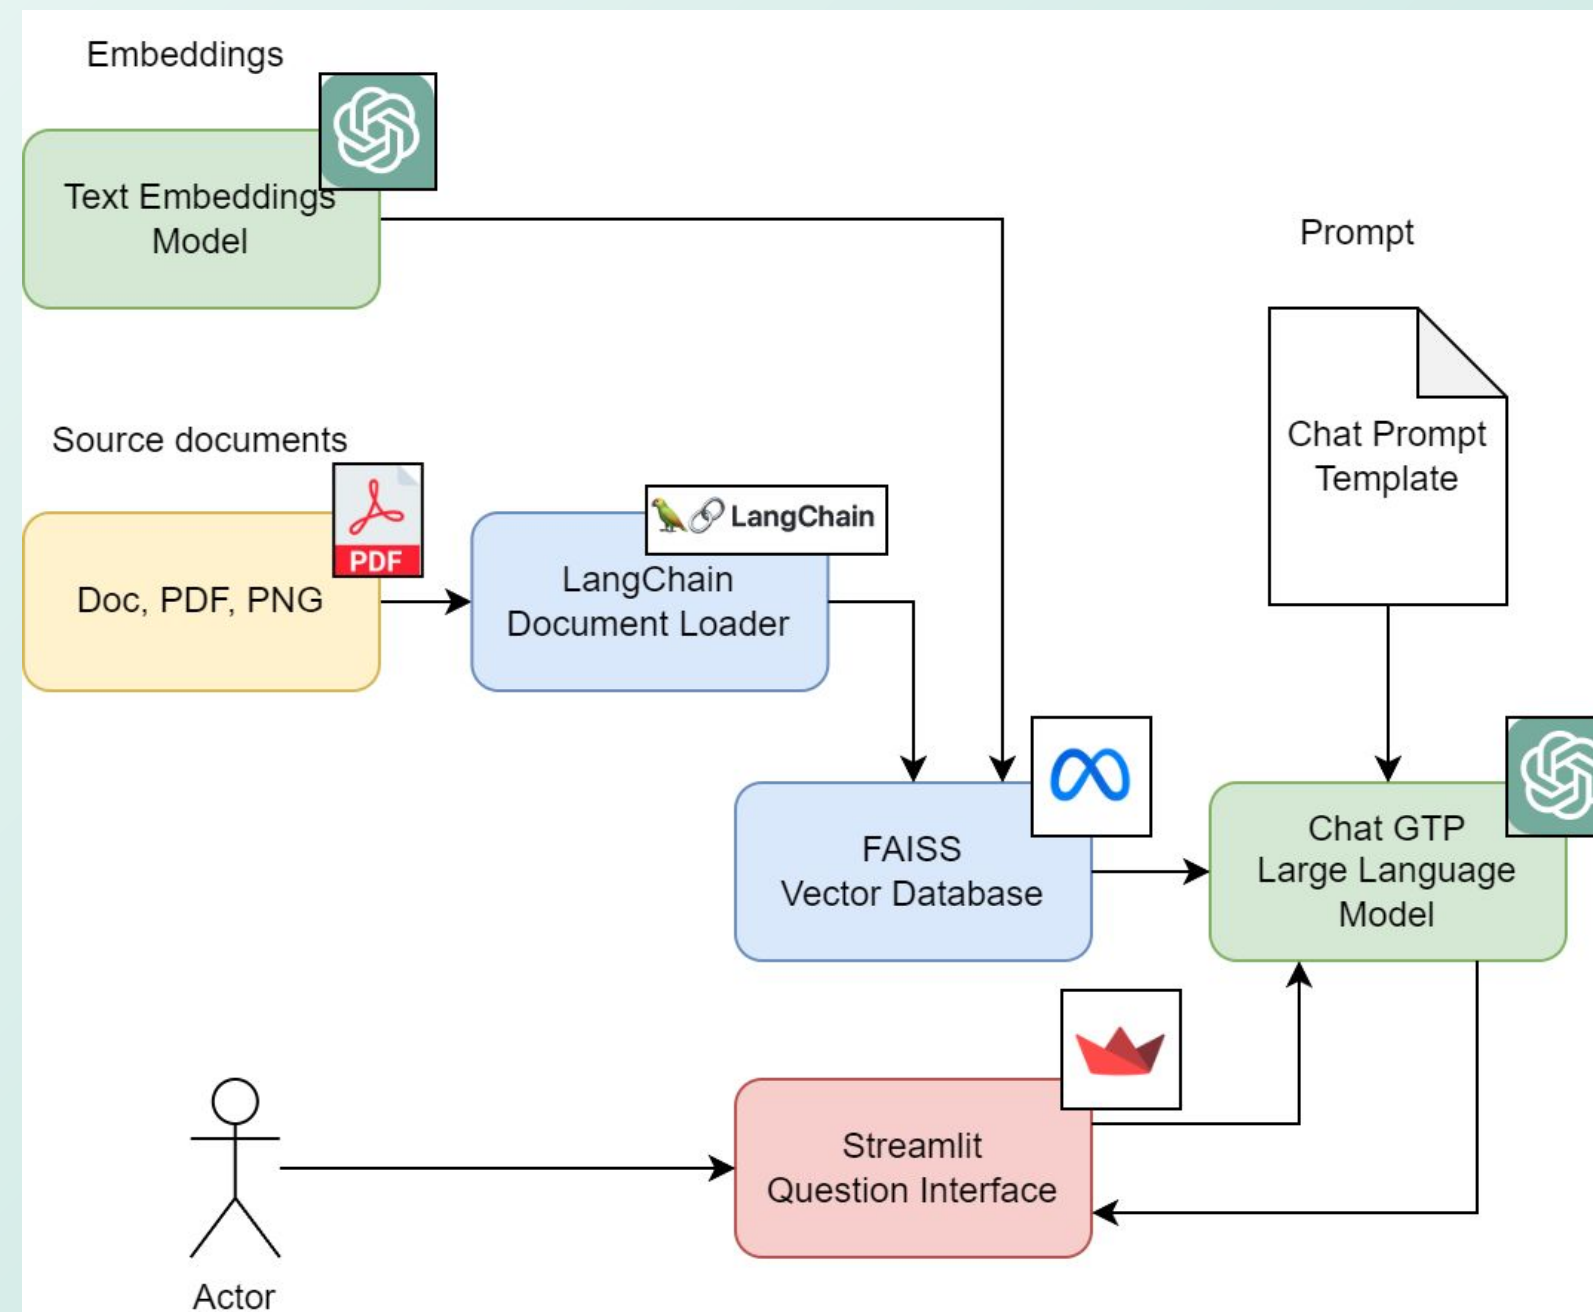 Embeddings
Text Embeddings
Model
Prompt
Chat Prompt
Template
Source documents
PDF
Doc, PDF, PNG
LangChain
LangChain
Document Loader
FAISS
Vector Database
Chat GTP
Large Language
Model
Streamlit
Question Interface
Actor